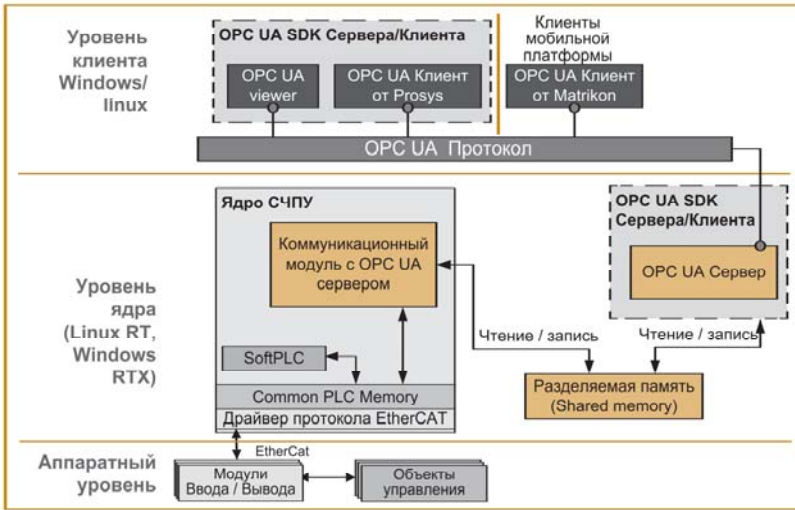 Уровень
клиента
Windows/
linux
OPC UA SDK Сервера/Клиента
OPC UA
viewer
OPC UA Клиент
от Prosys
Клиенты
мобильной
платформы
OPC UA Клиент
от Matrikon
OPC UA Протокол
Уровень
ядра
(Linux RT,
Windows
RTX)
Ядро СЧПУ
Коммуникационный
модуль с OPC UA
сервером
SoftPLC
Common PLC Memory
Драйвер протокола EtherCAT
OPC UA SDK
Сервера/Клиента
OPC UA Сервер
Чтение / запись
Чтение / запись
Разделяемая память
(Shared memory)
Аппаратный
уровень
EtherCat
Модули
Ввода / Вывода
Объекты
управления